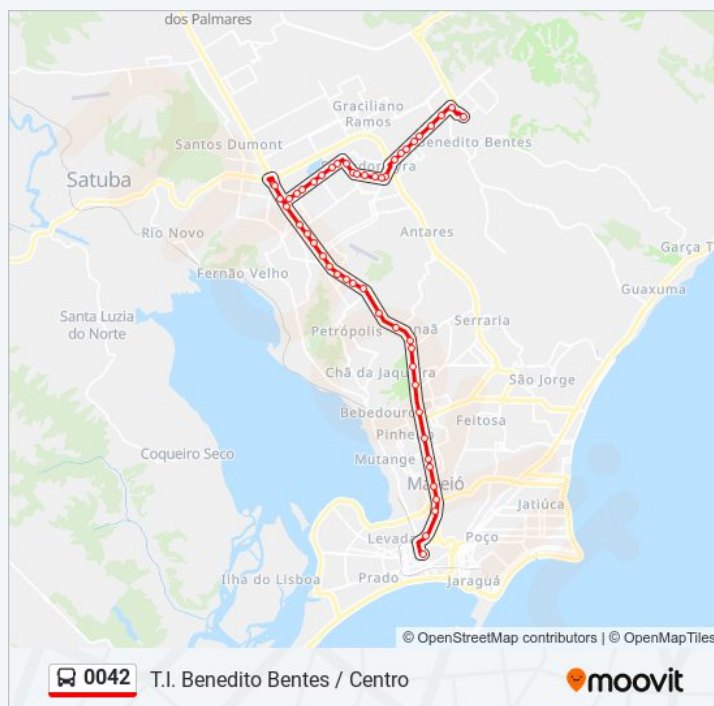 dos Palmares
Graciliano
Ramos
Santos Dumont
Benedito Bentes
Satuba
Rio Novo
Antares
Garça T
Fernão Velho
Guaxuma
Santa Luzia
do Norte
Serraria
Petrópolis
Chã da Jaqueira
São Jorge
Bebedouro
Feitosa
Pinheiro
Coqueiro Seco
Mutange
Maceió
Jatiúca
Levada
Poço
Ilha do Lisboa
Prado
Jaraguá
© OpenStreetMap contributors | © OpenMapTiles
0042
T.I. Benedito Bentes / Centro
moovit